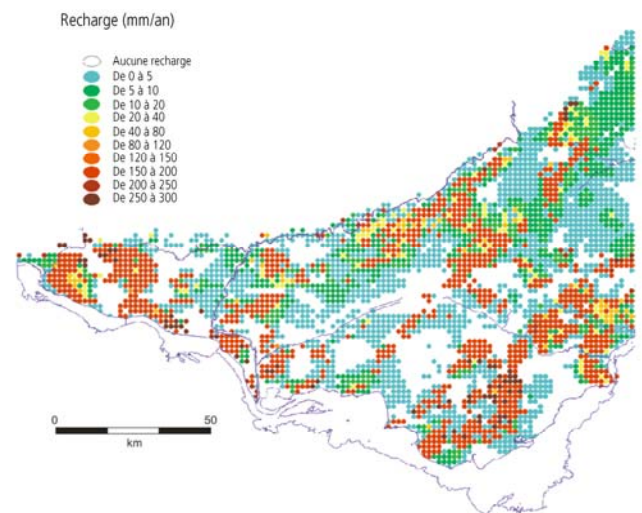 Recharge (mm/an)
Aucune recharge
De 0 à 5
De 5 à 10
De 10 à 20
De 20 à 40
De 40 à 80
De 80 à 120
De 120 à 150
De 150 à 200
De 200 à 250
De 250 à 300
0 50
km